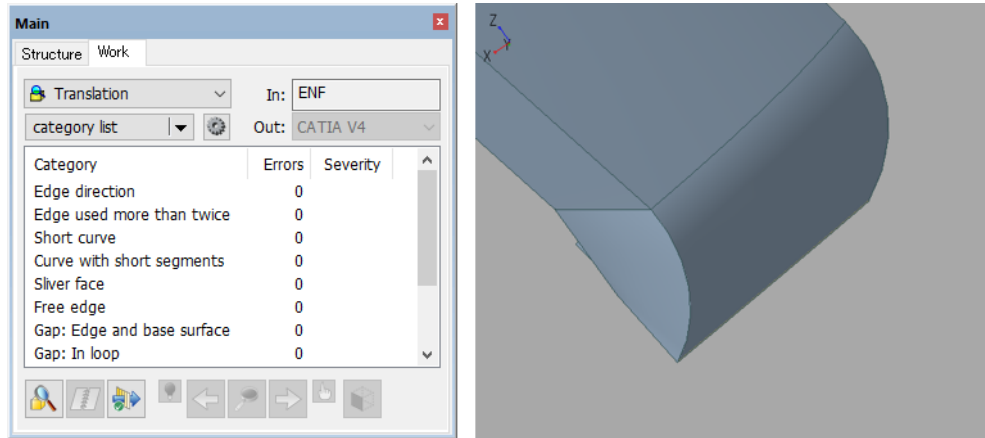 Main
Structure Work
Translation In: ENF
category list Out: CATIA V4
Category Errors Severity
Edge direction 0
Edge used more than twice 0
Short curve 0
Curve with short segments 0
Sliver face 0
Free edge 0
Gap: Edge and base surface 0
Gap: In loop 0
Z
X Y